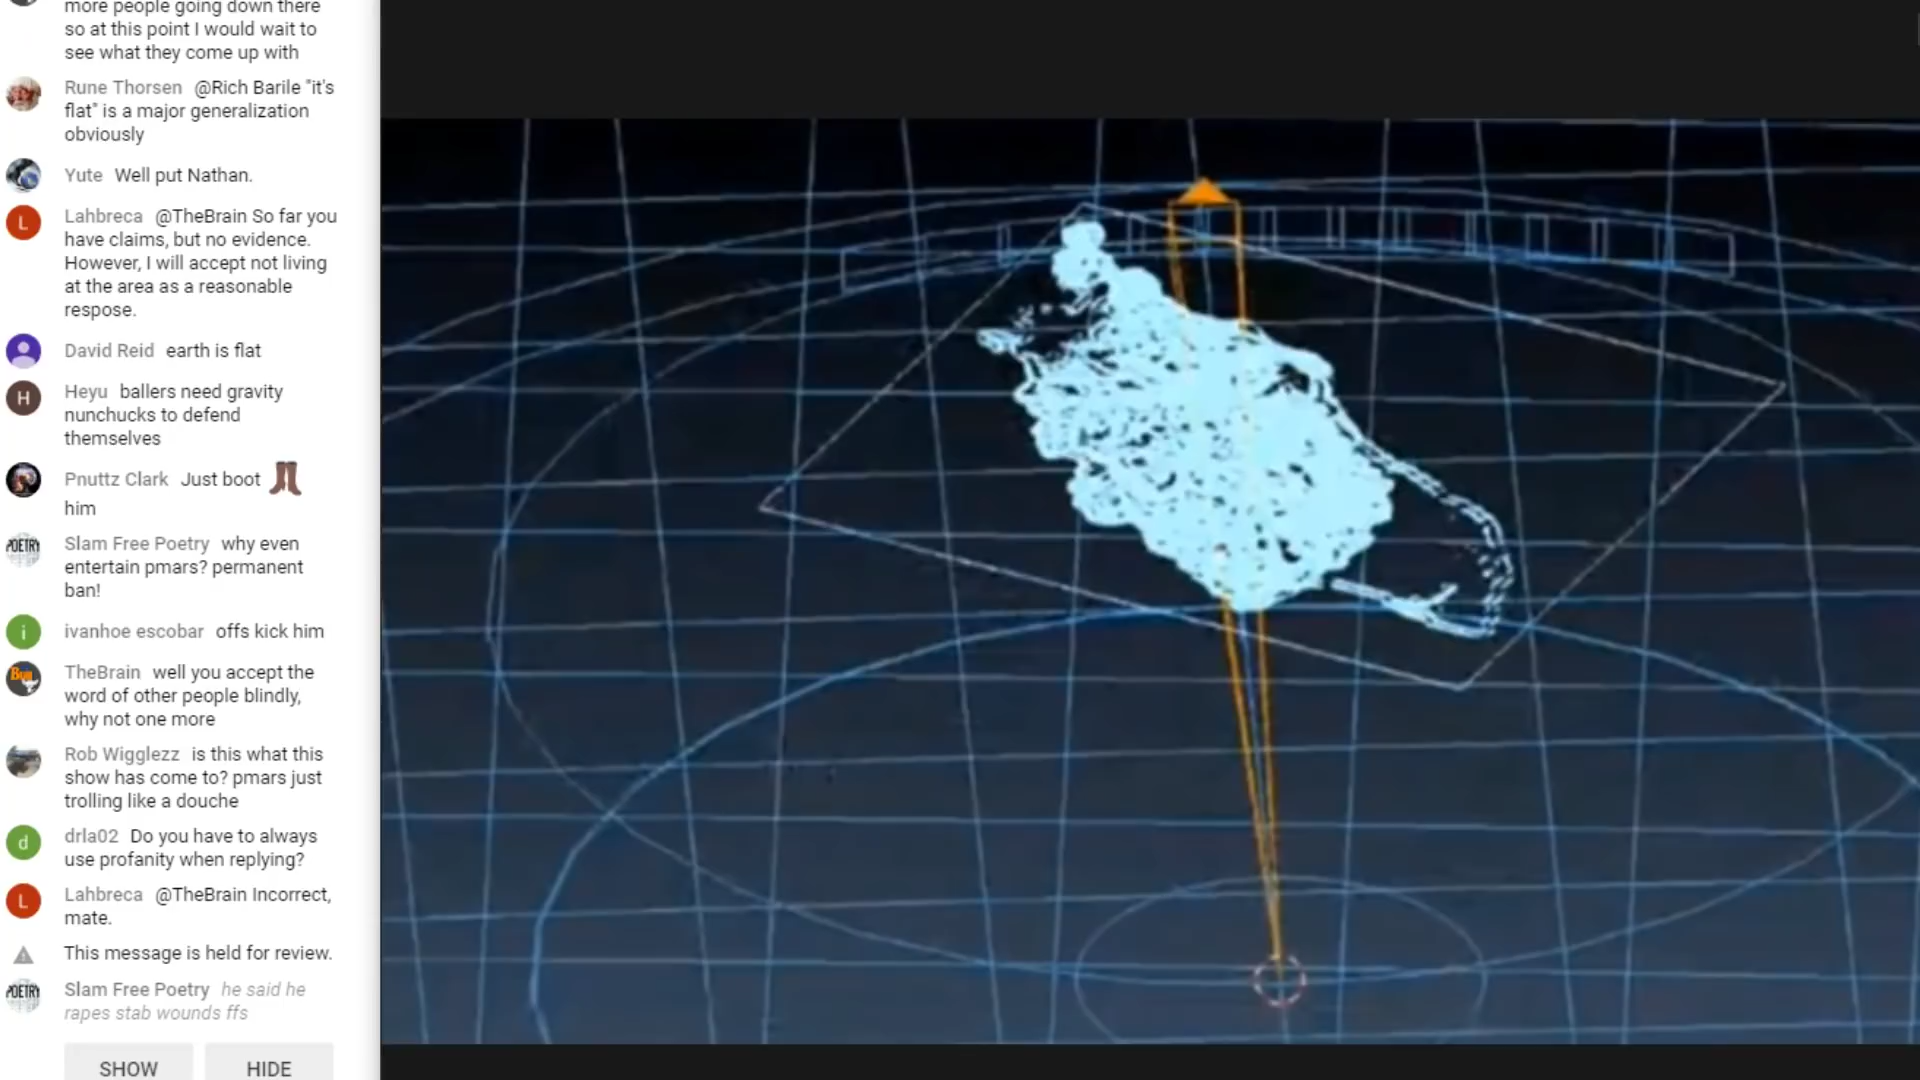 more people going down there
so at this point I would wait to
see what they come up with
Rune Thorsen @Rich Barile "it's
flat" is a major generalization
obviously
Yute Well put Nathan.
L Lahbreca @TheBrain So far you
have claims, but no evidence.
However, I will accept not living
at the area as a reasonable
respose.
David Reid earth is flat
H Heyu ballers need gravity
nunchucks to defend
themselves
Pnuttz Clark Just boot
him
POETRY Slam Free Poetry why even
entertain pmars? permanent
ban!
i ivanhoe escobar offs kick him
TheBrain well you accept the
word of other people blindly,
why not one more
Rob Wigglezz is this what this
show has come to? pmars just
trolling like a douche
d drla02 Do you have to always
use profanity when replying?
L Lahbreca @TheBrain Incorrect,
mate.
This message is held for review.
POETRY Slam Free Poetry he said he
rapes stab wounds ffs
SHOW HIDE